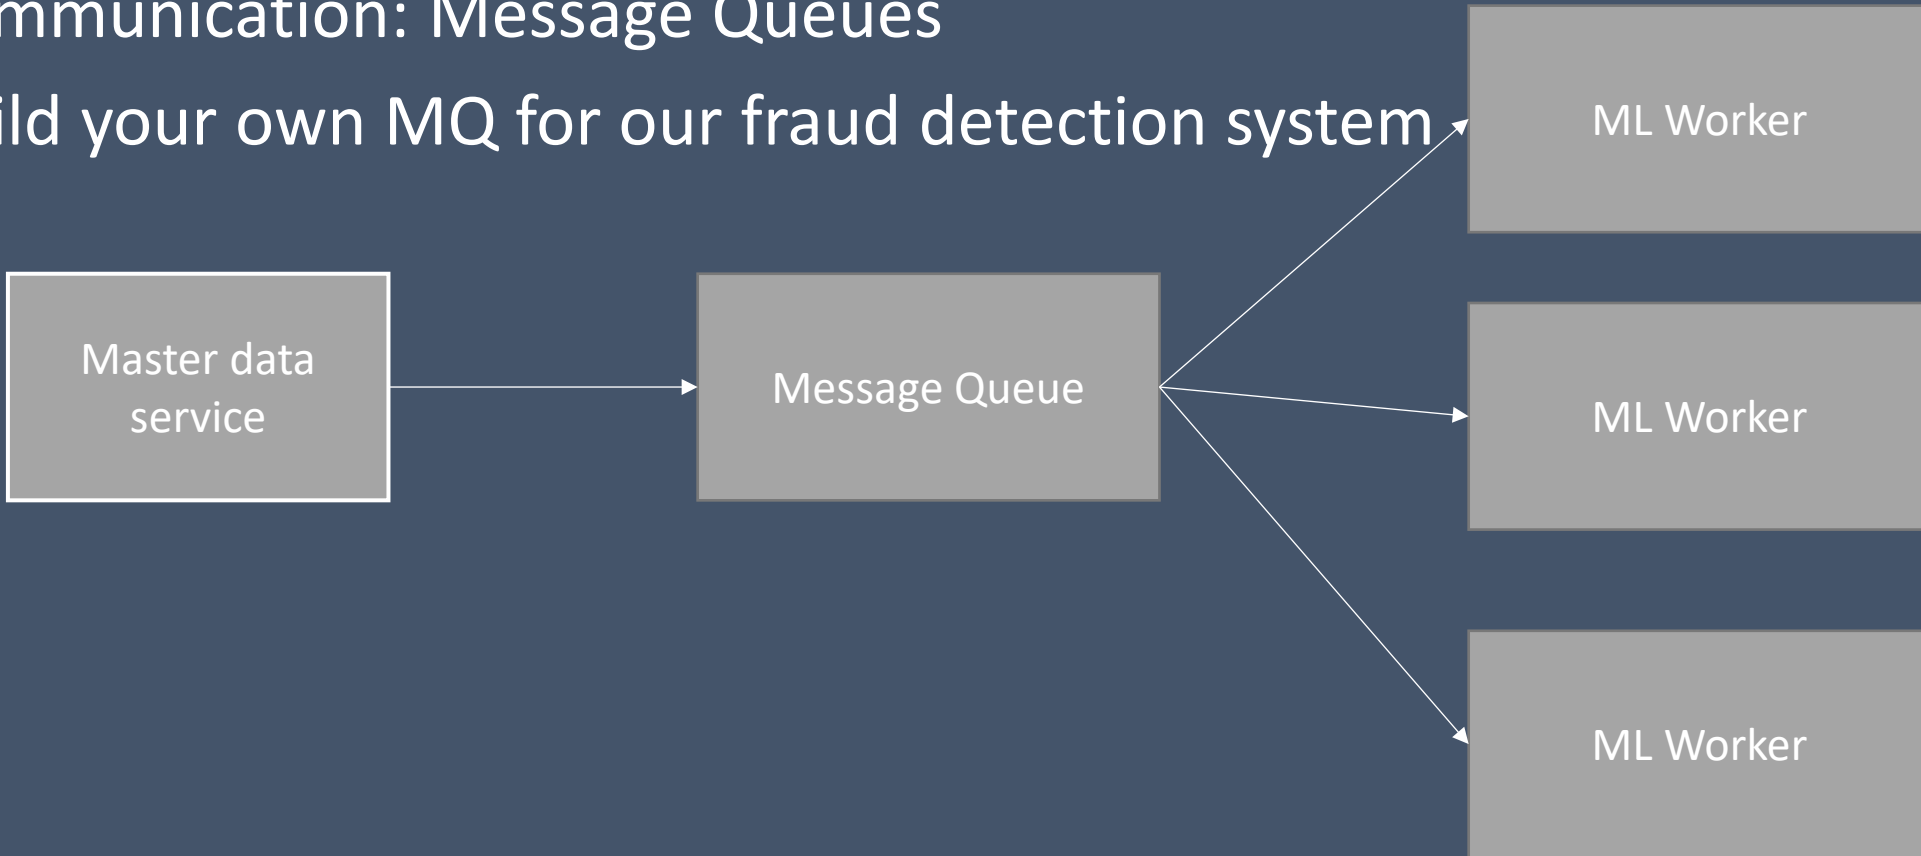 mmunication: Message Queues
ild your own MQ for our fraud detection system
ML Worker
Master data
service
Message Queue
ML Worker
ML Worker